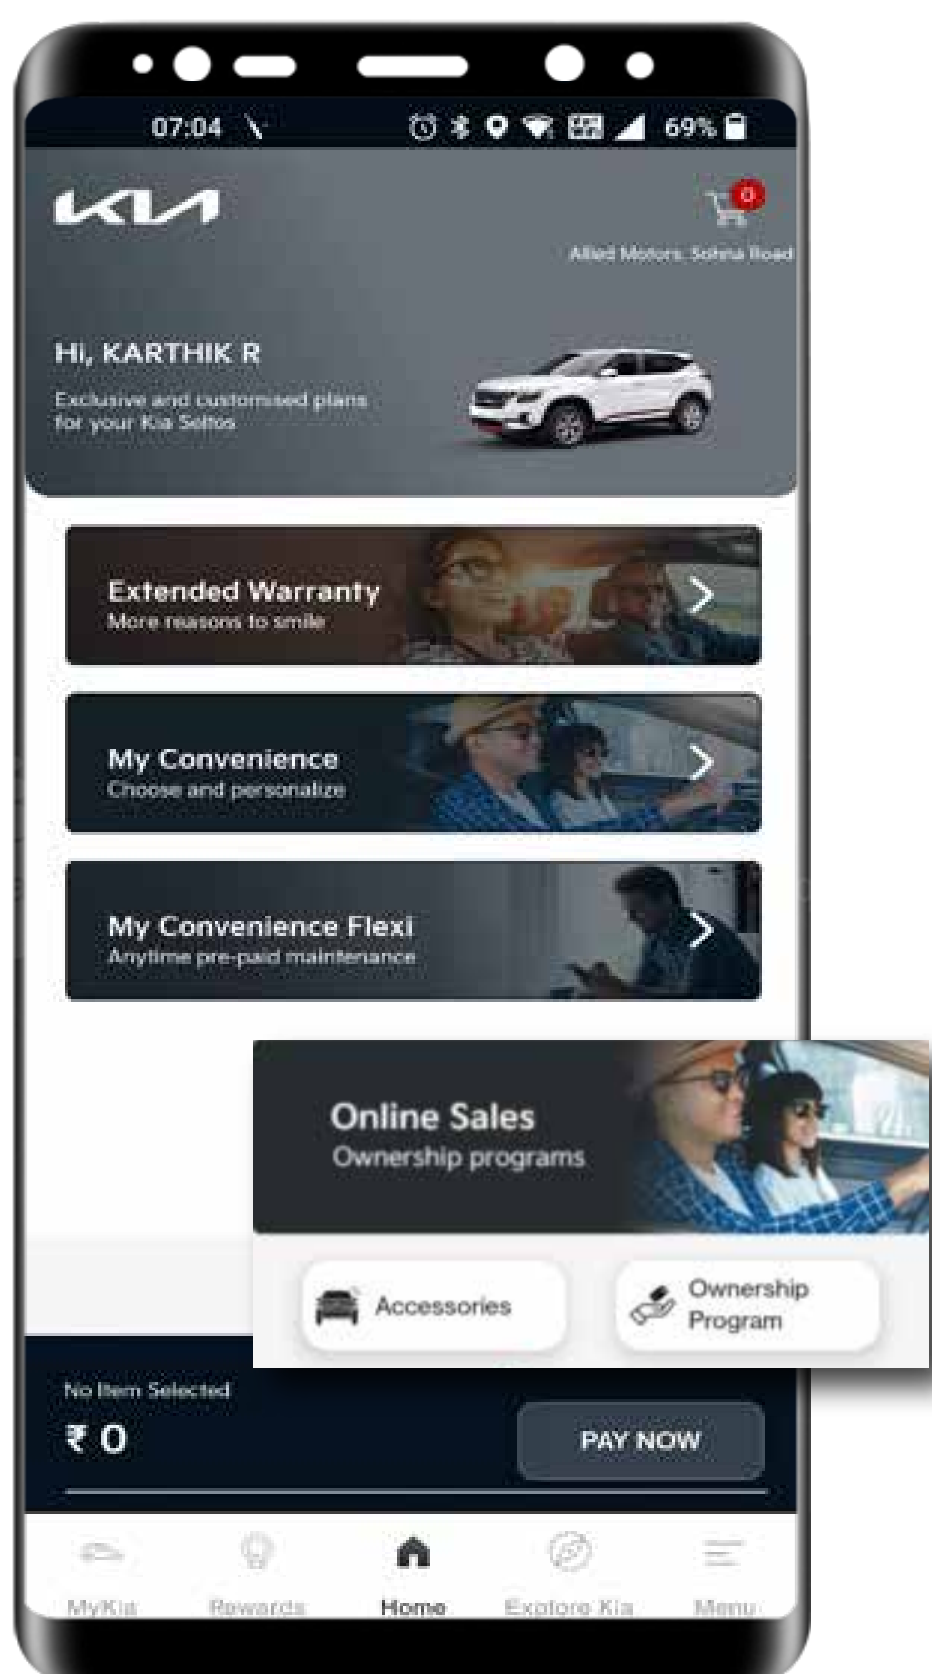 07:04
69%
KIA
0
Allied Motors, Sohna Road
Hi, KARTHIK R
Exclusive and customised plans
for your Kia Seltos
Extended Warranty
More reasons to smile
My Convenience
Choose and personalize
My Convenience Flexi
Anytime pre-paid maintenance
Online Sales
Ownership programs
Accessories
Ownership
Program
No Item Selected
₹ 0
PAY NOW
MyKia
Rewards
Home
Explore Kia
Menu